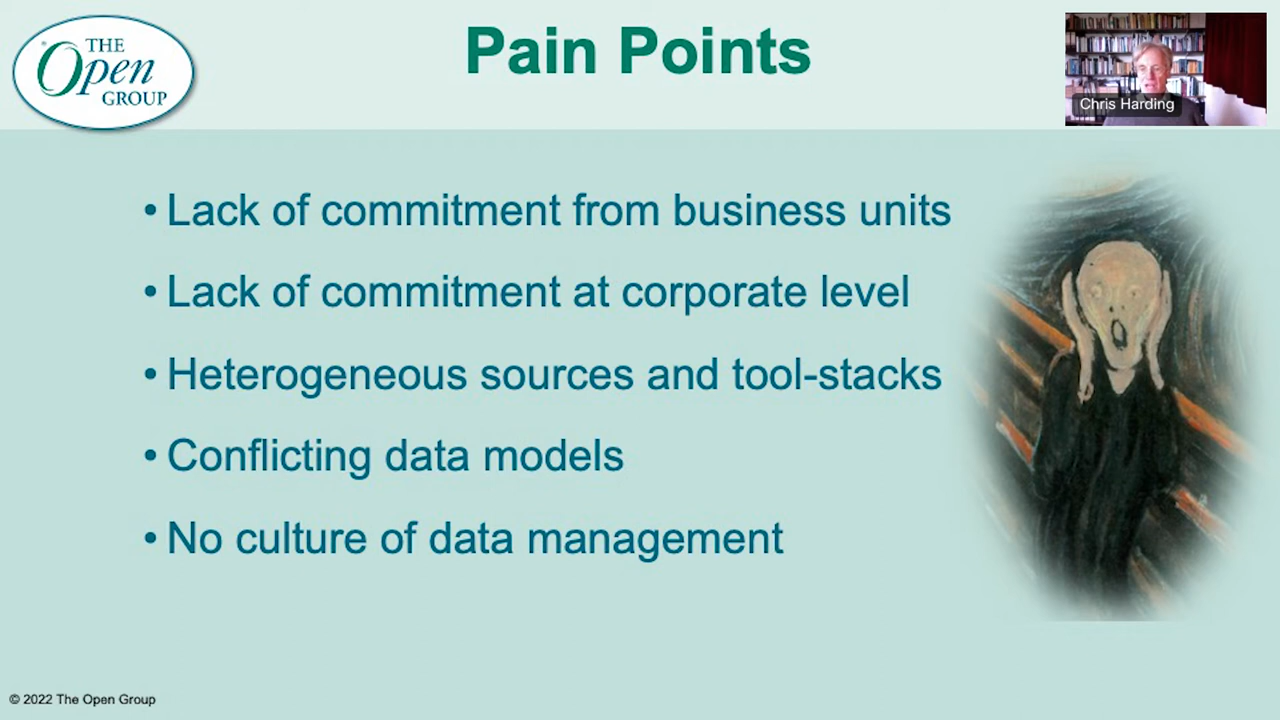 THE
Open
GROUP
Pain Points
Chris Harding
• Lack of commitment from business units
• Lack of commitment at corporate level
• Heterogeneous sources and tool-stacks
• Conflicting data models
• No culture of data management
© 2022 The Open Group